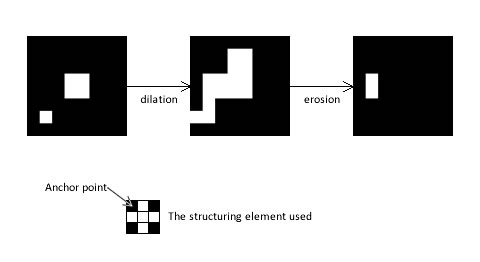 dilation
erosion
Anchor point
The structuring element used